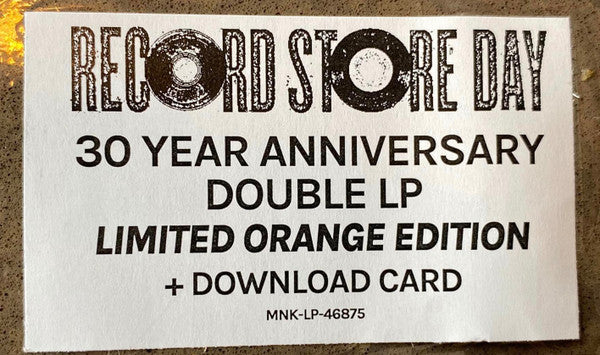 RECORD STORE DAY
30 YEAR ANNIVERSARY
DOUBLE LP
LIMITED ORANGE EDITION
+ DOWNLOAD CARD
MNK-LP-46875